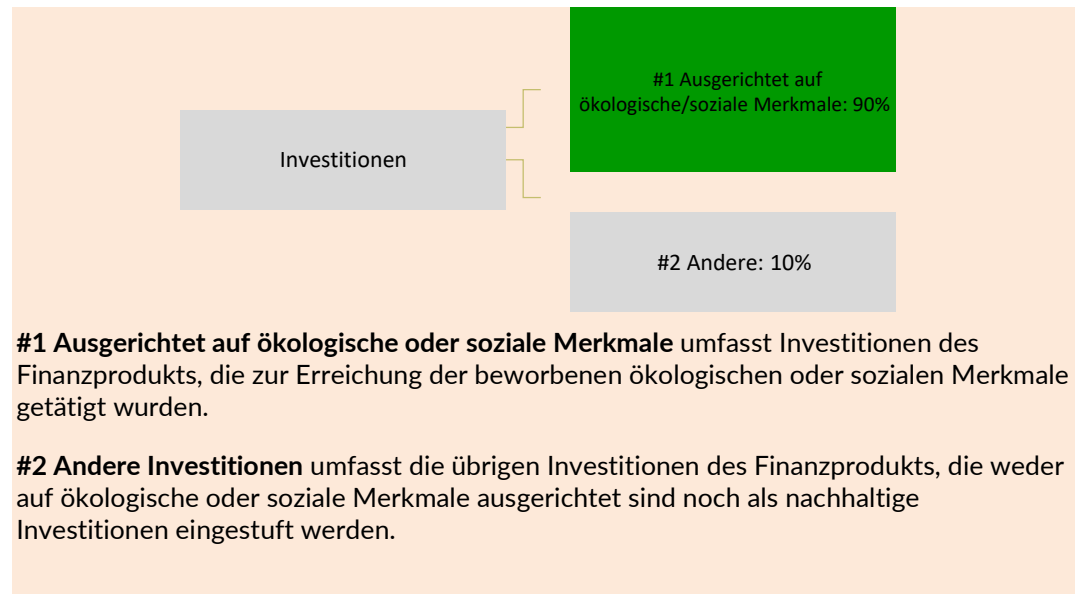 #1 Ausgerichtet auf
ökologische/soziale Merkmale: 90%
Investitionen
#2 Andere: 10%
#1 Ausgerichtet auf ökologische oder soziale Merkmale umfasst Investitionen des
Finanzprodukts, die zur Erreichung der beworbenen ökologischen oder sozialen Merkmale
getätigt wurden.
#2 Andere Investitionen umfasst die übrigen Investitionen des Finanzprodukts, die weder
auf ökologische oder soziale Merkmale ausgerichtet sind noch als nachhaltige
Investitionen eingestuft werden.